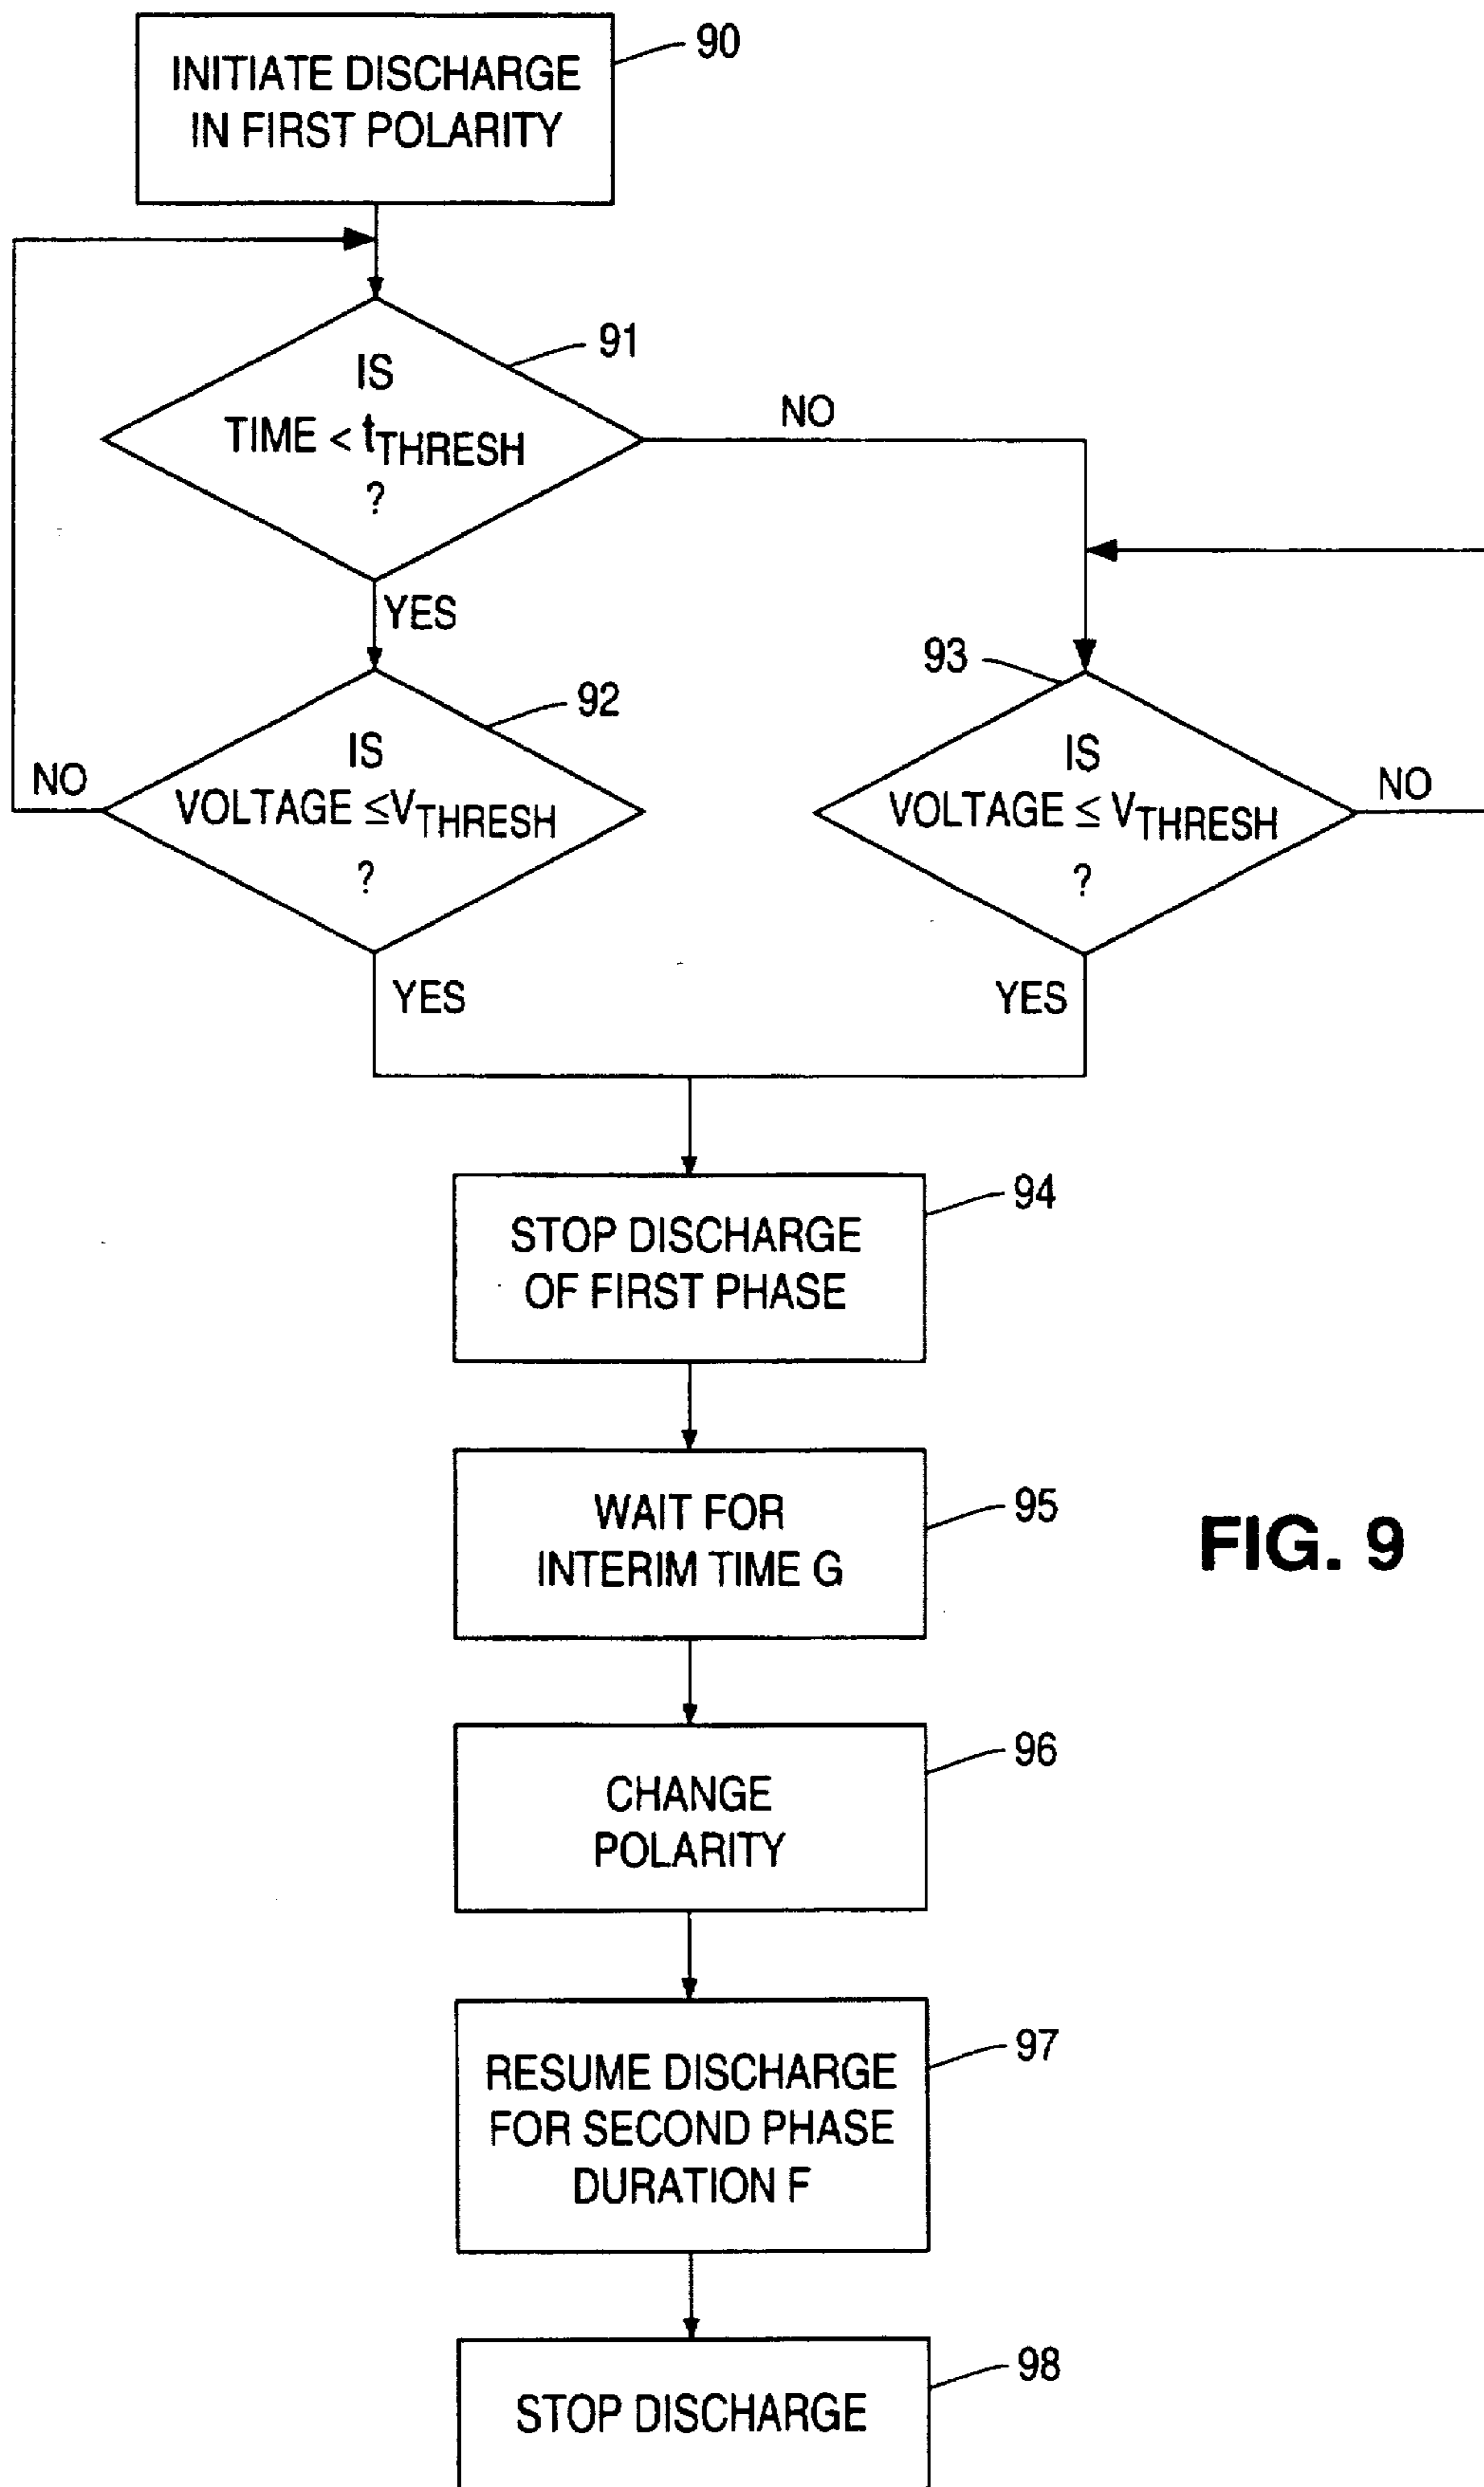 INITIATE DISCHARGE
IN FIRST POLARITY
90
IS
TIME < tTHRESH
?
91
NO
YES
IS
VOLTAGE ≤VTHRESH
?
92
NO
YES
93
IS
VOLTAGE ≤ VTHRESH
?
NO
YES
STOP DISCHARGE
OF FIRST PHASE
94
WAIT FOR
INTERIM TIME G
95
FIG. 9
CHANGE
POLARITY
96
RESUME DISCHARGE
FOR SECOND PHASE
DURATION F
97
STOP DISCHARGE
98